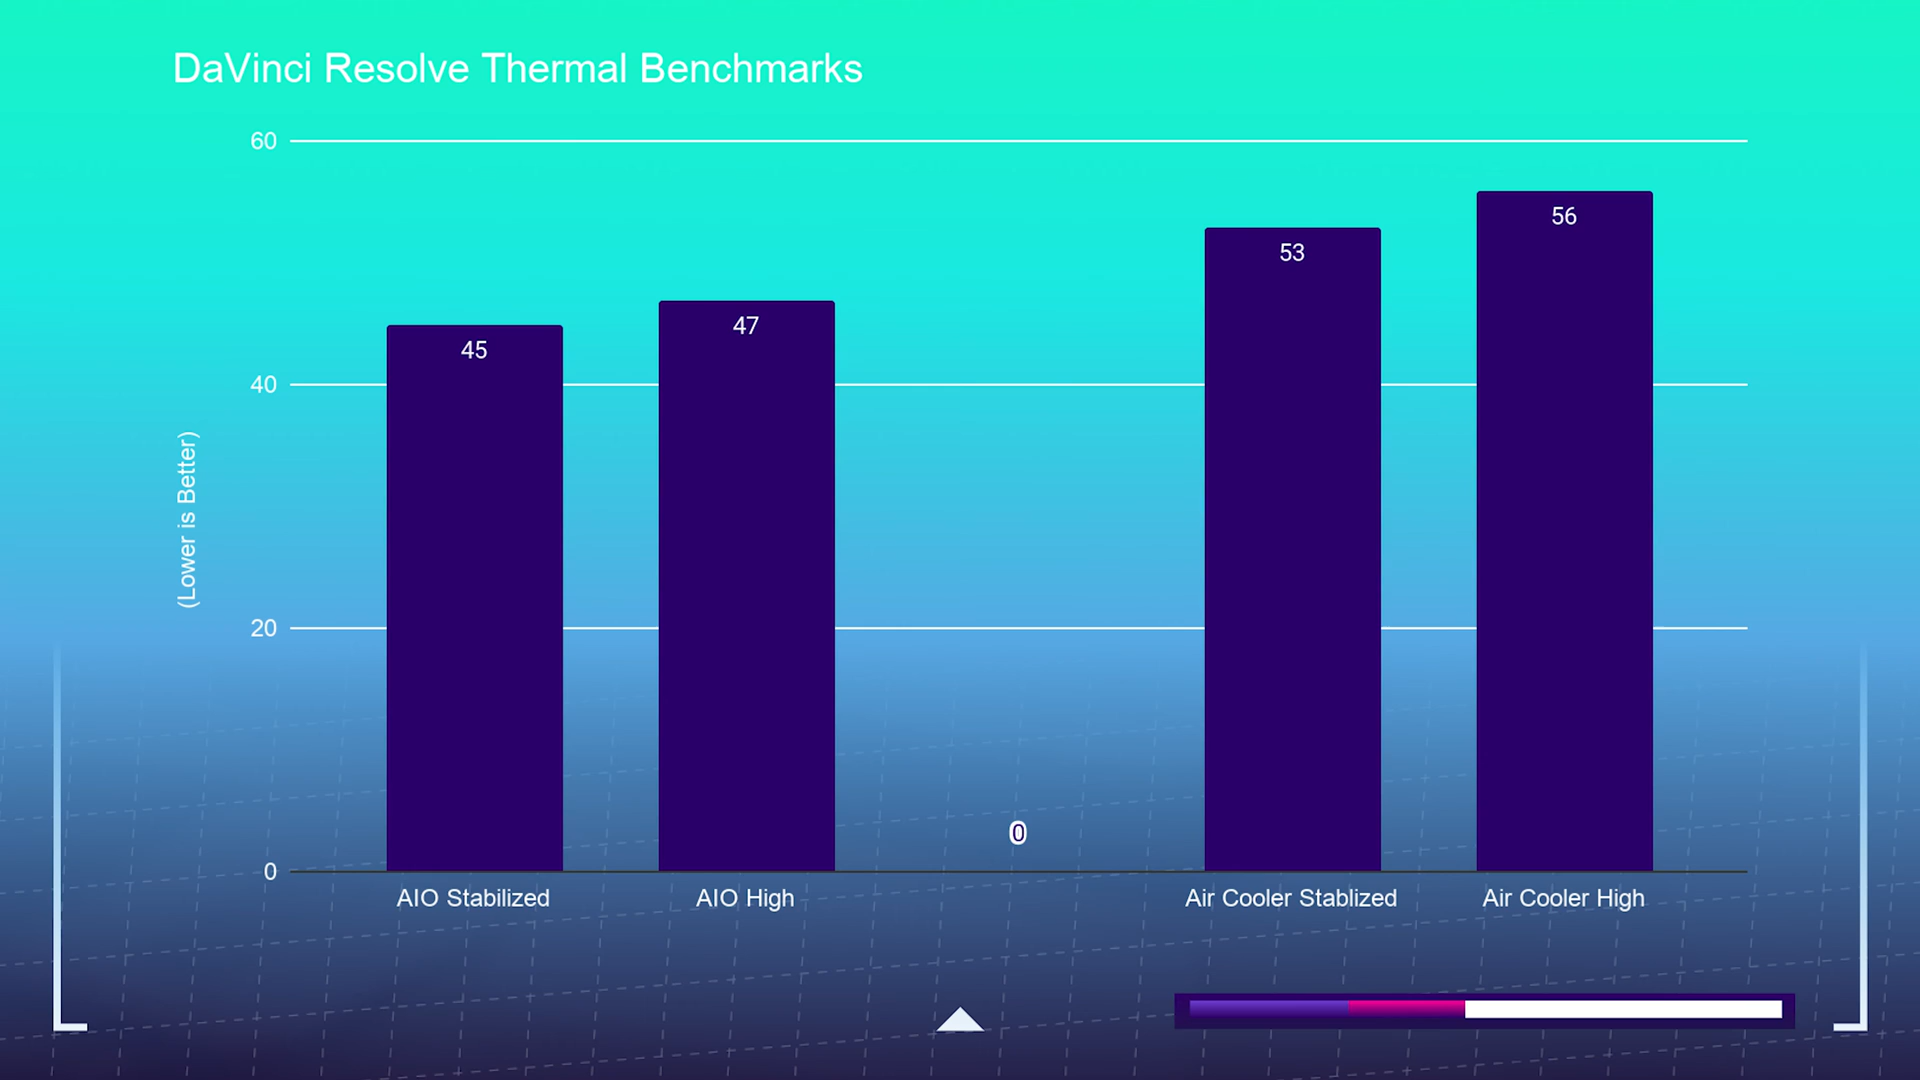 DaVinci Resolve Thermal Benchmarks
60
40
20
0
(Lower is Better)
45
47
0
53
56
AIO Stabilized
AIO High
Air Cooler Stablized
Air Cooler High